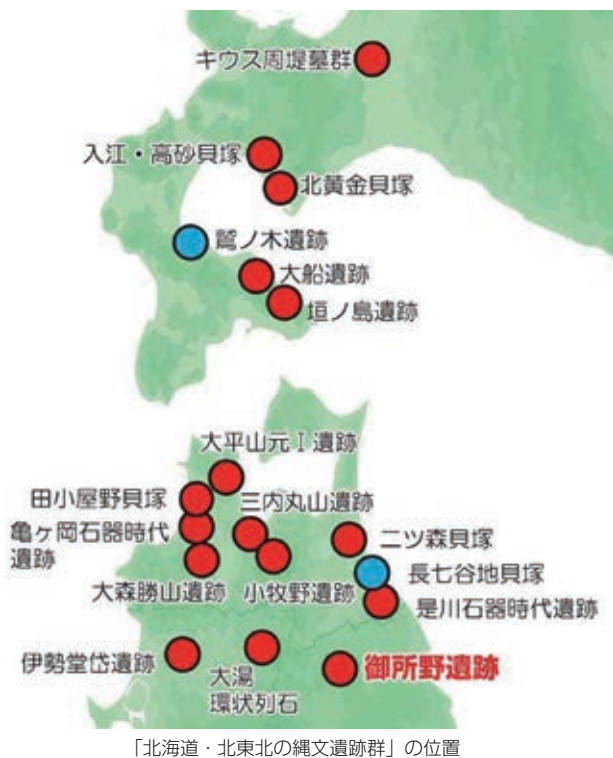 キウス周堤墓群
入江・高砂貝塚
北黄金貝塚
鷲ノ木遺跡
大船遺跡
垣ノ島遺跡
大平山元Ⅰ遺跡
田小屋野貝塚
三内丸山遺跡
亀ヶ岡石器時代
遺跡
二ツ森貝塚
長七谷地貝塚
大森勝山遺跡
小牧野遺跡
是川石器時代遺跡
伊勢堂岱遺跡
大湯
環状列石
御所野遺跡
「北海道・北東北の縄文遺跡群」の位置